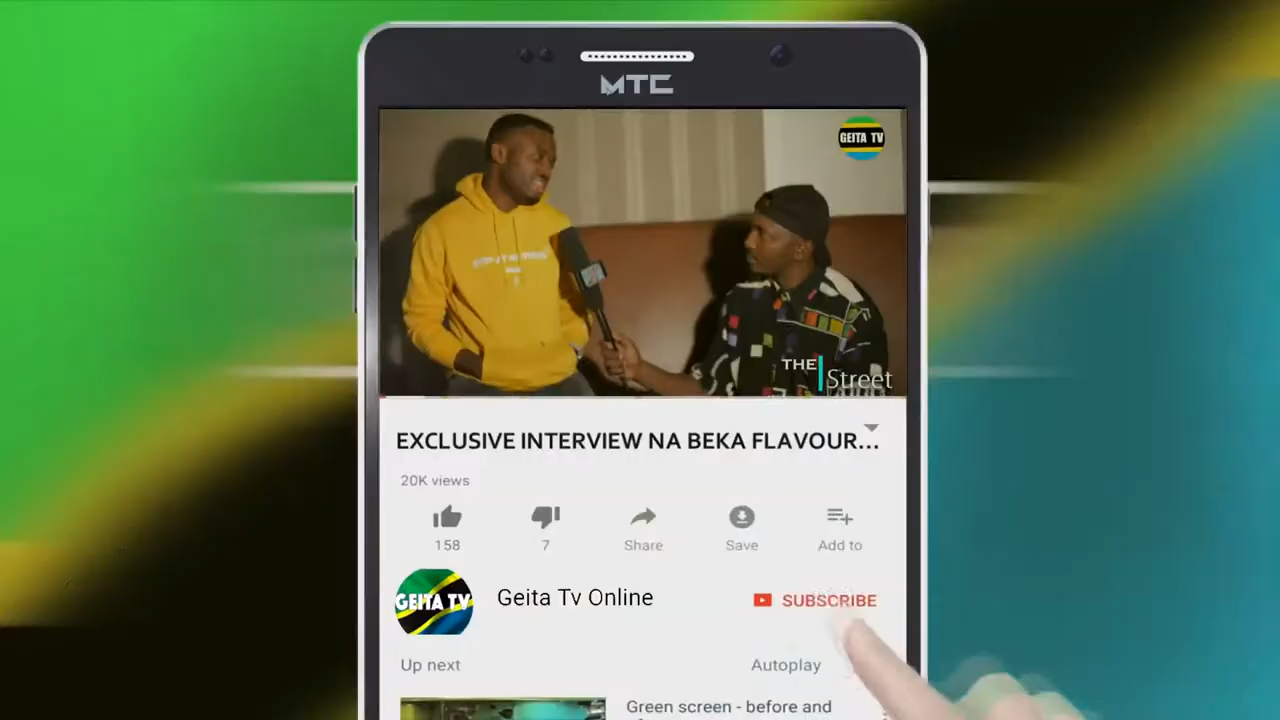 MTC
GEITA TV
THE
Street
EXCLUSIVE INTERVIEW NA BEKA FLAVOUR...
20K views
158
7
Share
Save
Add to
GEITA TV
Geita Tv Online
SUBSCRIBE
Up next
Autoplay
Green screen - before and